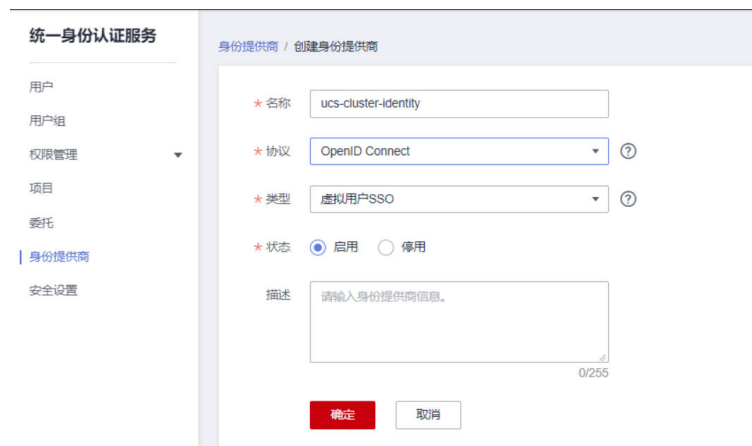 统一身份认证服务
身份提供商 / 创建身份提供商
用户
用户组
权限管理
项目
委托
身份提供商
安全设置
* 名称 ucs-cluster-identity
* 协议 OpenID Connect ?
* 类型 虚拟用户SSO ?
* 状态 启用 停用
描述 请输入身份提供商信息。
0/255
确定 取消